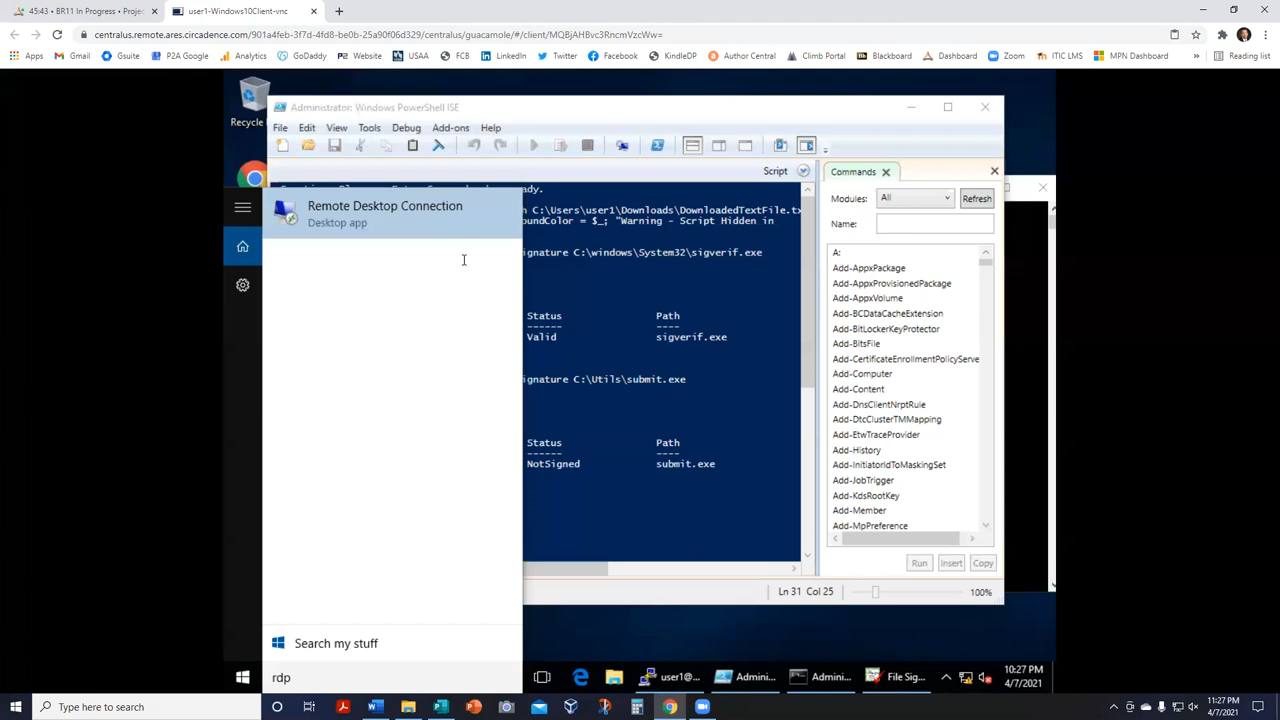 45:43 | BR11 In Progress • Projec
user1-Windows10Client-vnc
centralus.remote.ares.circadence.com/901a4feb-3f7d-4fd8-be0b-25a90f06d329/centralus/guacamole/#/client/MQBjAHBvc3RncmVzcWw=
Apps
Gmail
Gsuite
P2A Google
Analytics
GoDaddy
Website
USAA
FCB
LinkedIn
Twitter
Facebook
KindleDP
Author Central
Climb Portal
Blackboard
Dashboard
Zoom
ITIC LMS
MPN Dashboard
»
Reading list
Recycle
Administrator: Windows PowerShell ISE
File Edit View Tools Debug Add-ons Help
Script
ady.
n C:\Users\user1\Downloads\DownloadedTextFile.tx
oundColor = $_; "Warning - Script Hidden in
ignature C:\windows\System32\sigverif.exe
Status Path
------ ----
Valid sigverif.exe
ignature C:\Utils\submit.exe
Status Path
------ ----
NotSigned submit.exe
Commands
Modules: All Refresh
Name:
A:
Add-AppxPackage
Add-AppxProvisionedPackage
Add-AppxVolume
Add-BCDataCacheExtension
Add-BitLockerKeyProtector
Add-BitsFile
Add-CertificateEnrollmentPolicyServe
Add-Computer
Add-Content
Add-DnsClientNrptRule
Add-DtcClusterTMMapping
Add-EtwTraceProvider
Add-History
Add-InitiatorIdToMaskingSet
Add-JobTrigger
Add-KdsRootKey
Add-Member
Add-MpPreference
Run Insert Copy
Ln 31 Col 25 100%
Remote Desktop Connection
Desktop app
Search my stuff
rdp
user1@...
Admini...
Admini...
File Sig...
10:27 PM
4/7/2021
Type here to search
11:27 PM
4/7/2021